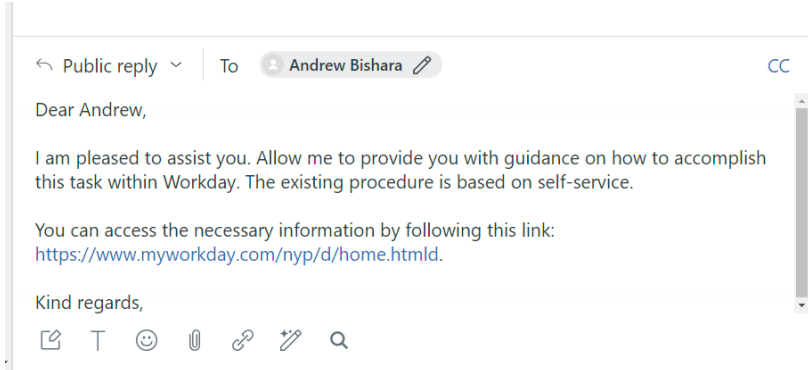 Public reply To Andrew Bishara CC
Dear Andrew,
I am pleased to assist you. Allow me to provide you with guidance on how to accomplish
this task within Workday. The existing procedure is based on self-service.
You can access the necessary information by following this link:
https://www.myworkday.com/nyp/d/home.htmld.
Kind regards,